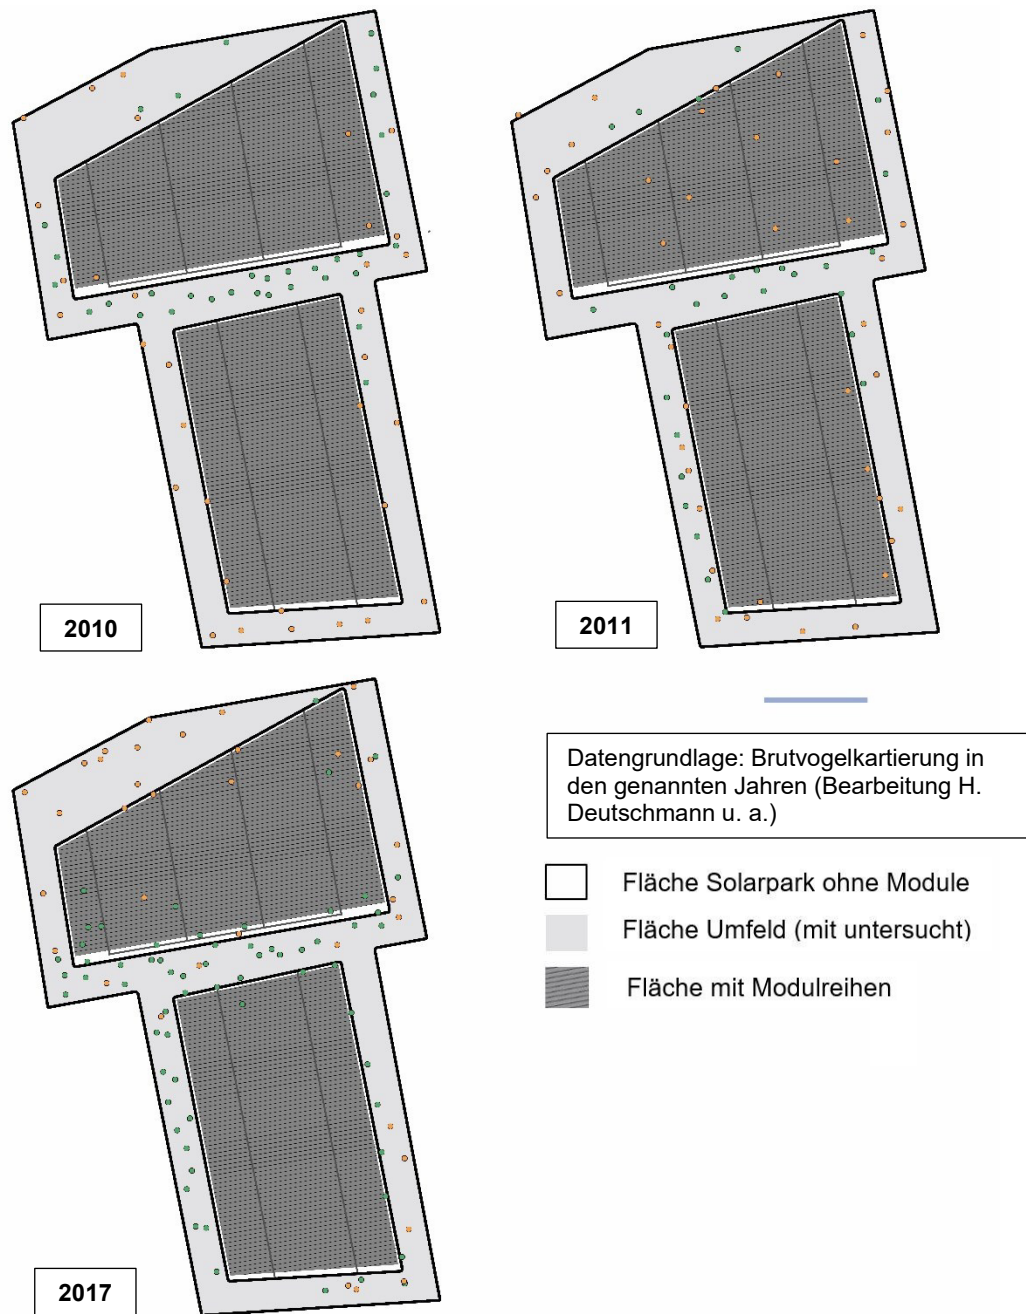 2010
2011
2017
Datengrundlage: Brutvogelkartierung in
den genannten Jahren (Bearbeitung H.
Deutschmann u. a.)
Fläche Solarpark ohne Module
Fläche Umfeld (mit untersucht)
Fläche mit Modulreihen